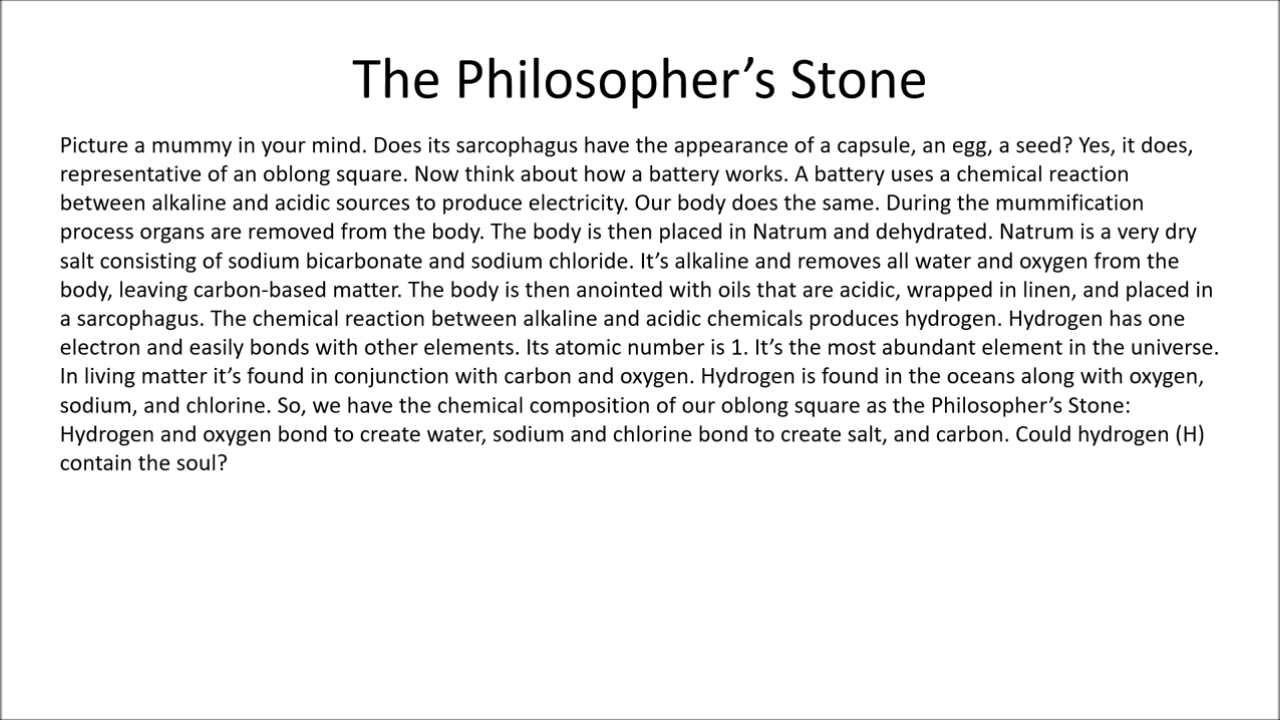 The Philosopher’s Stone
Picture a mummy in your mind. Does its sarcophagus have the appearance of a capsule, an egg, a seed? Yes, it does,
representative of an oblong square. Now think about how a battery works. A battery uses a chemical reaction
between alkaline and acidic sources to produce electricity. Our body does the same. During the mummification
process organs are removed from the body. The body is then placed in Natrum and dehydrated. Natrum is a very dry
salt consisting of sodium bicarbonate and sodium chloride. It’s alkaline and removes all water and oxygen from the
body, leaving carbon-based matter. The body is then anointed with oils that are acidic, wrapped in linen, and placed in
a sarcophagus. The chemical reaction between alkaline and acidic chemicals produces hydrogen. Hydrogen has one
electron and easily bonds with other elements. Its atomic number is 1. It’s the most abundant element in the universe.
In living matter it’s found in conjunction with carbon and oxygen. Hydrogen is found in the oceans along with oxygen,
sodium, and chlorine. So, we have the chemical composition of our oblong square as the Philosopher’s Stone:
Hydrogen and oxygen bond to create water, sodium and chlorine bond to create salt, and carbon. Could hydrogen (H)
contain the soul?